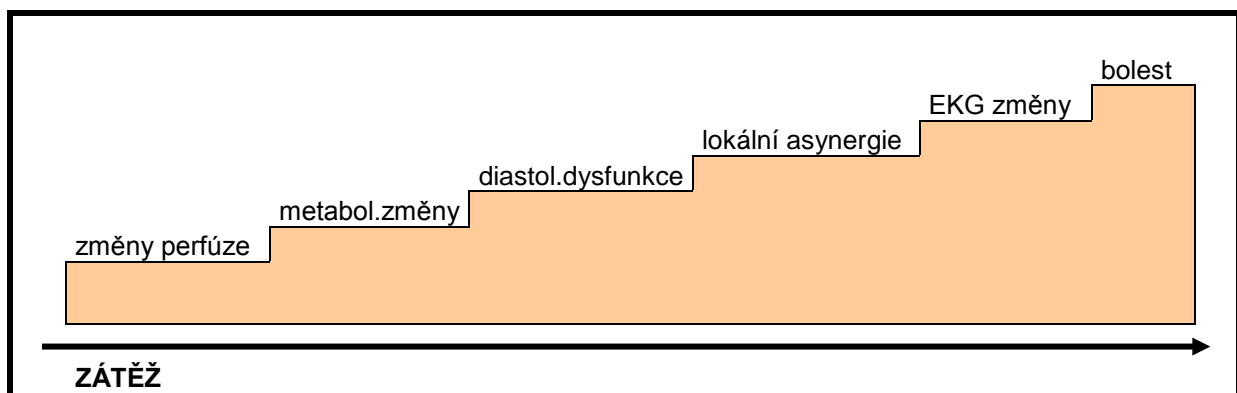 bolest
EKG změny
lokální asynergie
diastol.dysfunkce
metabol.změny
změny perfúze
ZÁTĚŽ